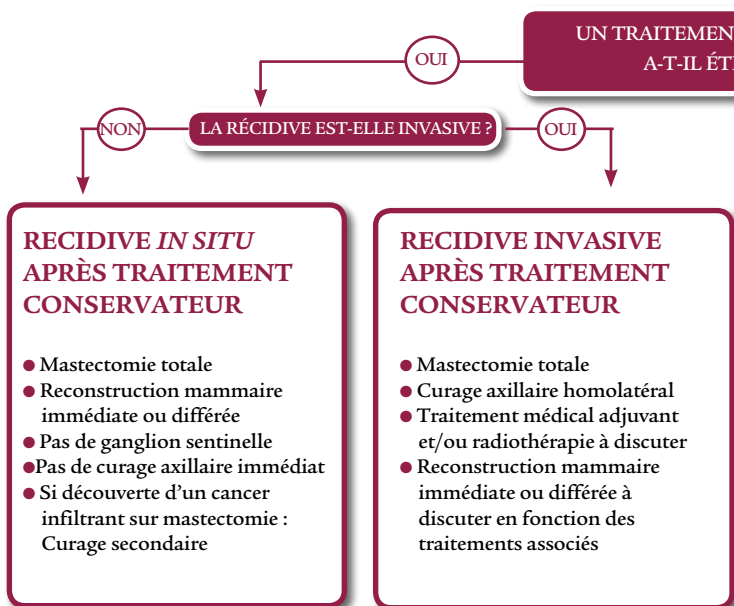 UN TRAITEMEN
A-T-IL ÉT
OUI
LA RÉCIDIVE EST-ELLE INVASIVE ?
NON
OUI
RECIDIVE IN SITU
APRÈS TRAITEMENT
CONSERVATEUR
● Mastectomie totale
● Reconstruction mammaire
immédiate ou différée
● Pas de ganglion sentinelle
●Pas de curage axillaire immédiat
● Si découverte d'un cancer
infiltrant sur mastectomie :
Curage secondaire
RECIDIVE INVASIVE
APRÈS TRAITEMENT
CONSERVATEUR
● Mastectomie totale
● Curage axillaire homolatéral
● Traitement médical adjuvant
et/ou radiothérapie à discuter
● Reconstruction mammaire
immédiate ou différée à
discuter en fonction des
traitements associés